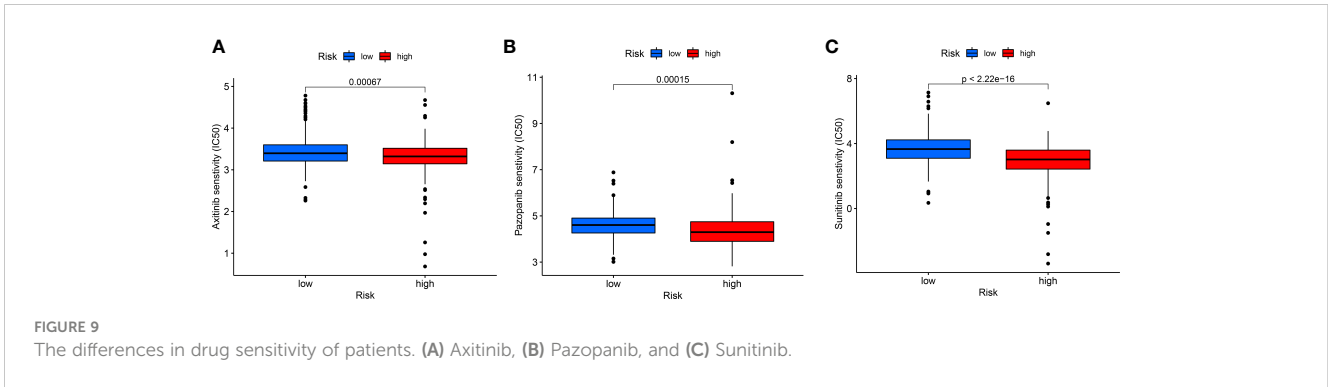 A
Risk low high
0.00067
5
4
3
2
1
Axitinib senstivity (IC50)
low high
Risk
B
Risk low high
0.00015
11
9
7
5
3
Pazopanib senstivity (IC50)
low high
Risk
C
Risk low high
p < 2.22e−16
8
4
0
Sunitinib senstivity (IC50)
low high
Risk
FIGURE 9
The differences in drug sensitivity of patients. (A) Axitinib, (B) Pazopanib, and (C) Sunitinib.